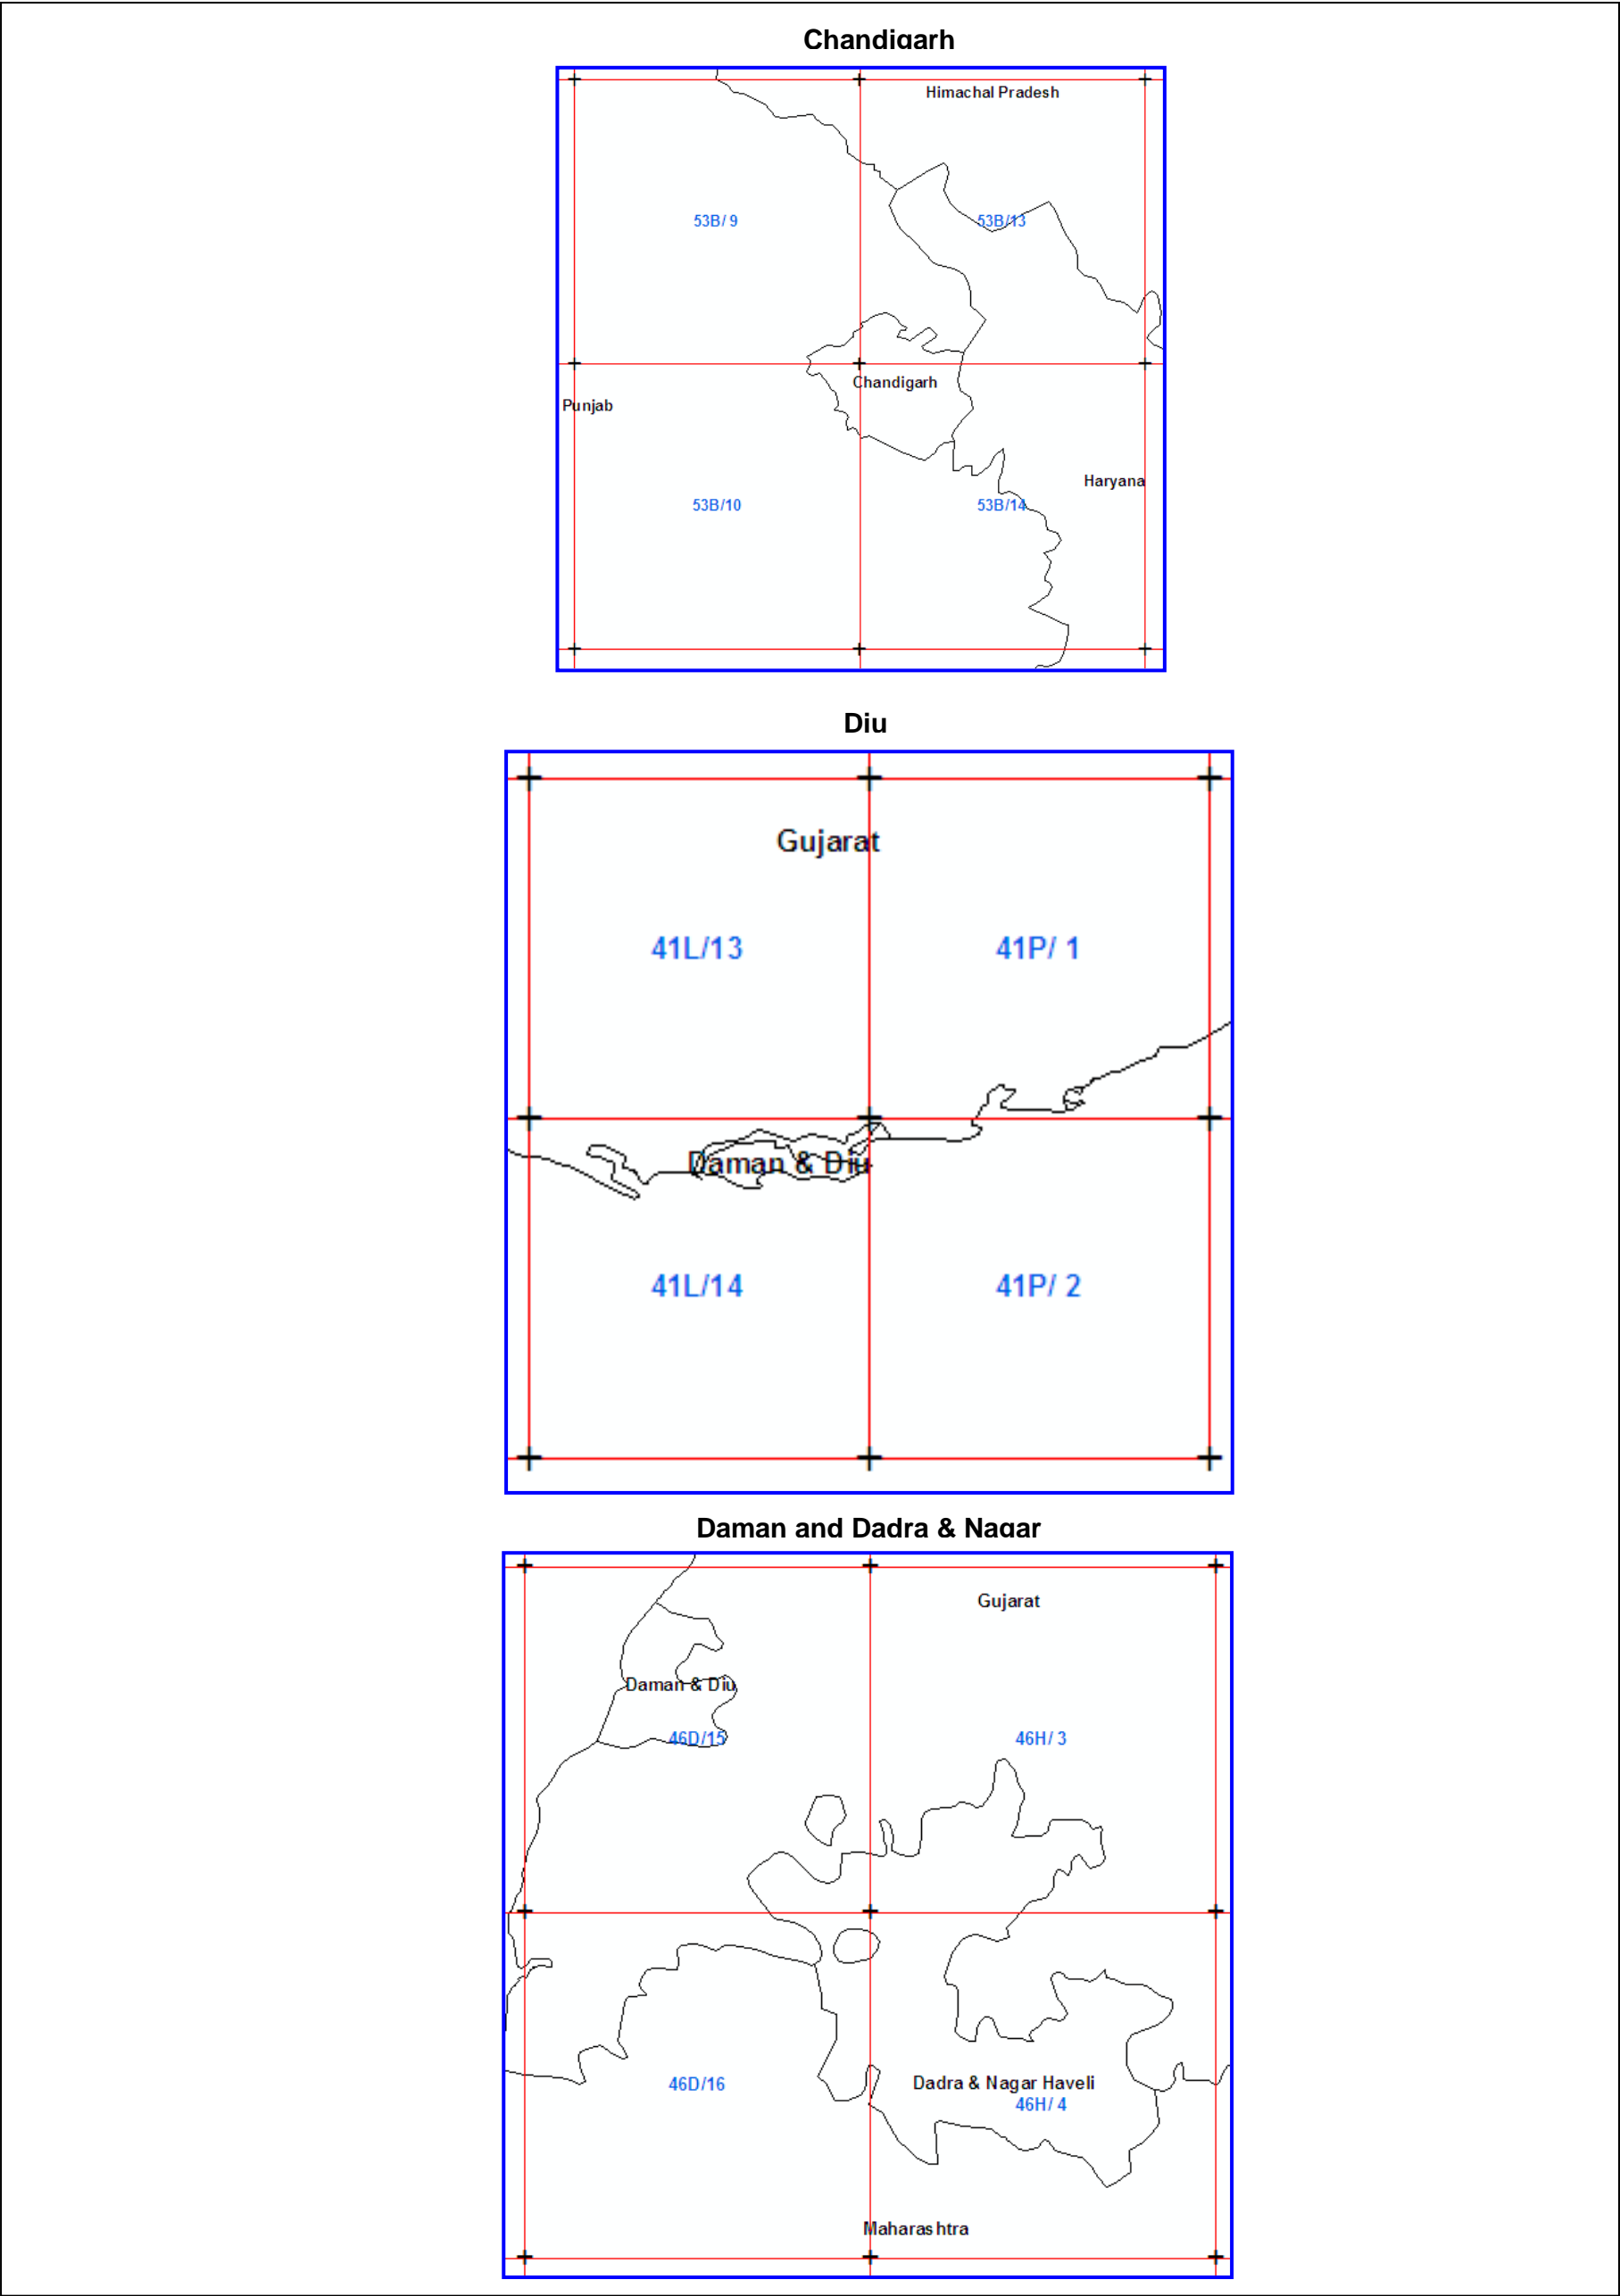 Chandigarh
Himachal Pradesh
53B/ 9
53B/13
Chandigarh
Punjab
Haryana
53B/10
53B/14
Diu
Gujarat
41L/13
41P/ 1
Daman & Diu
41L/14
41P/ 2
Daman and Dadra & Nagar
Gujarat
Daman & Diu
46D/15
46H/ 3
46D/16
Dadra & Nagar Haveli
46H/ 4
Maharashtra